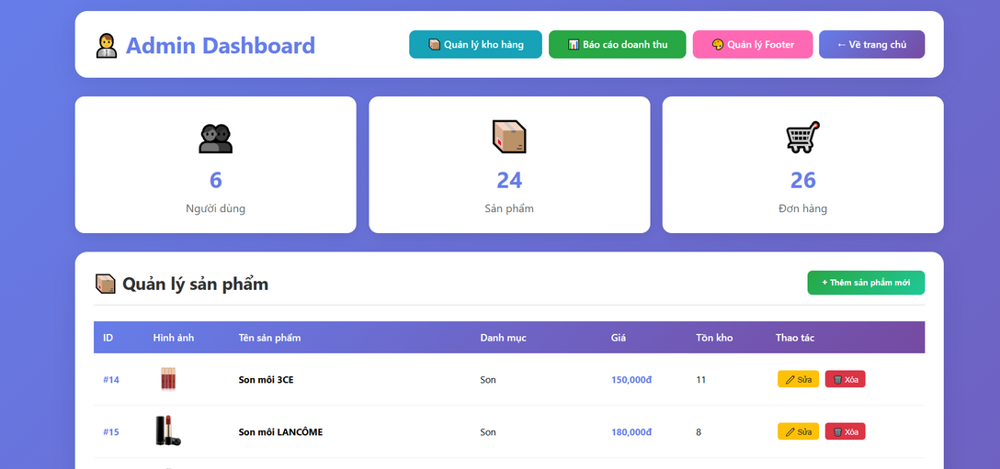 Admin Dashboard
Quản lý kho hàng
Báo cáo doanh thu
Quản lý Footer
← Về trang chủ
6
Người dùng
24
Sản phẩm
26
Đơn hàng
Quản lý sản phẩm
+ Thêm sản phẩm mới
ID Hình ảnh Tên sản phẩm Danh mục Giá Tồn kho Thao tác
#14 Son môi 3CE Son 150,000đ 11 Sửa Xóa
#15 Son môi LANCÔME Son 180,000đ 8 Sửa Xóa